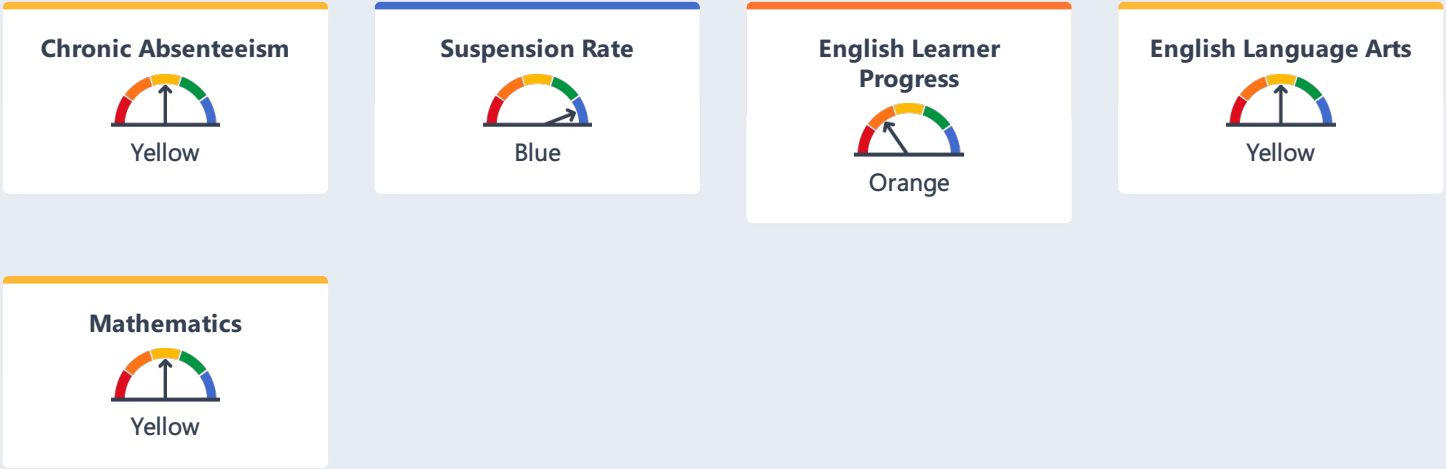 Chronic Absenteeism
Yellow
Suspension Rate
Blue
English Learner
Progress
Orange
English Language Arts
Yellow
Mathematics
Yellow